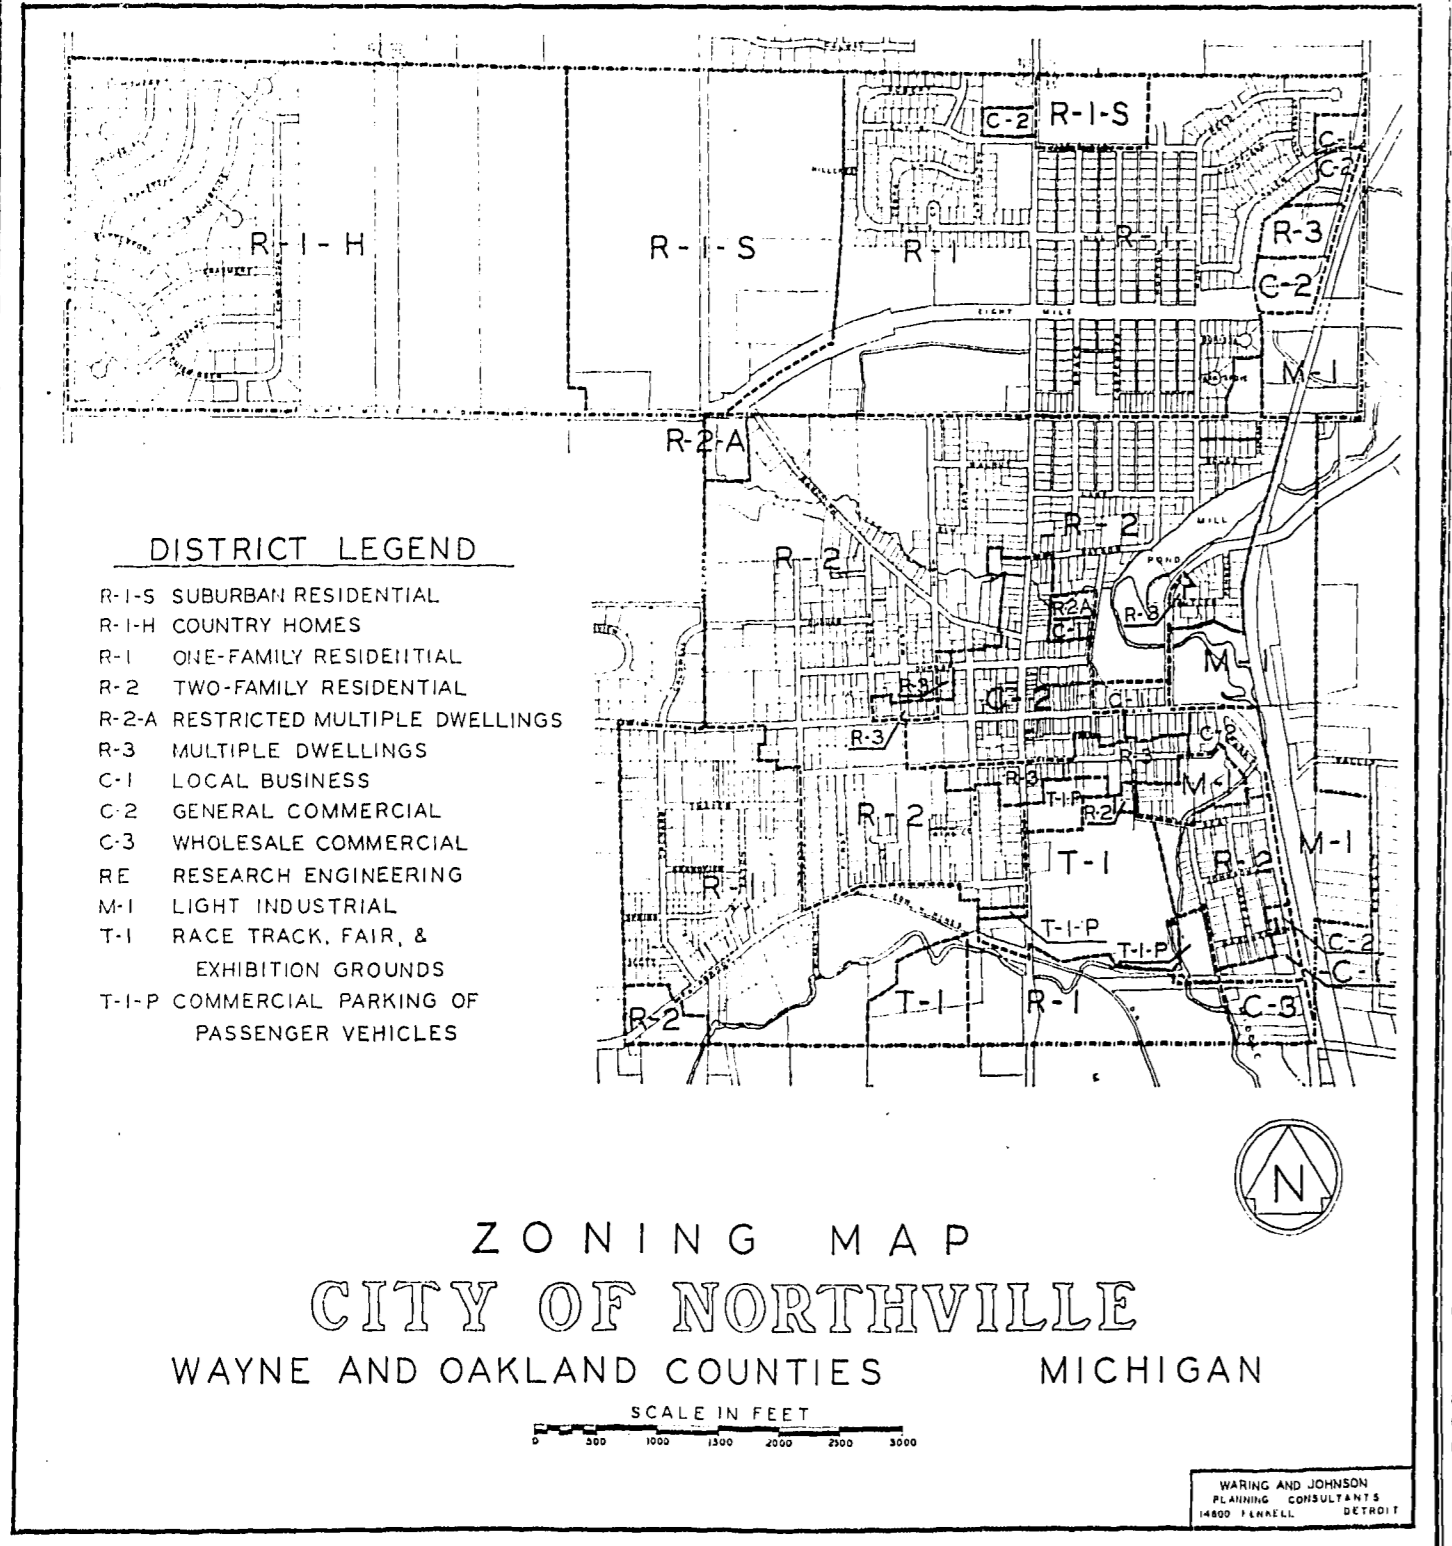 C-2
R-1-S
C-1
C-2
R-1-H
R-1-S
R-1
R-1
R-3
C-2
EIGHT MILE
M-1
R-2-A
R-2
R-2
MILL
POND
R2A
C-1
R-3
M-1
R-3
C-2
C-1
R-3
C-1
R-3
R-3
T-1-P
R-2
M-1
R-2
T-1
R-2
M-1
R-1
T-1-P
T-1-P
C-2
C-1
R-2
T-1
R-1
C-3
DISTRICT LEGEND
R-1-S SUBURBAN RESIDENTIAL
R-1-H COUNTRY HOMES
R-1 ONE-FAMILY RESIDENTIAL
R-2 TWO-FAMILY RESIDENTIAL
R-2-A RESTRICTED MULTIPLE DWELLINGS
R-3 MULTIPLE DWELLINGS
C-1 LOCAL BUSINESS
C-2 GENERAL COMMERCIAL
C-3 WHOLESALE COMMERCIAL
RE RESEARCH ENGINEERING
M-1 LIGHT INDUSTRIAL
T-1 RACE TRACK, FAIR, &
EXHIBITION GROUNDS
T-1-P COMMERCIAL PARKING OF
PASSENGER VEHICLES
N
ZONING MAP
CITY OF NORTHVILLE
WAYNE AND OAKLAND COUNTIES MICHIGAN
SCALE IN FEET
0 500 1000 1500 2000 2500 3000
WARING AND JOHNSON
PLANNING CONSULTANTS
14800 FENKELL DETROIT